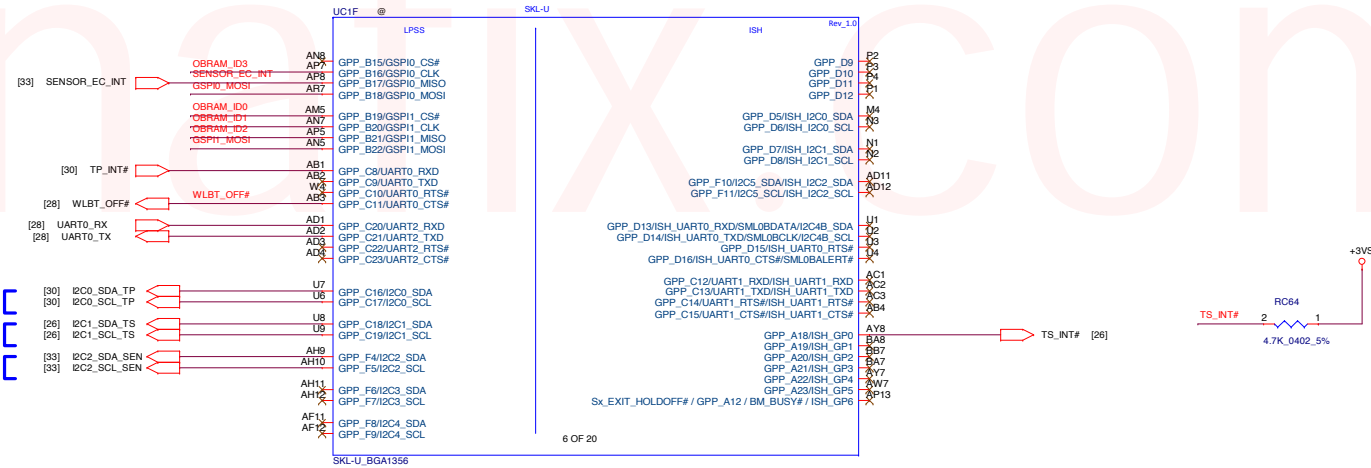 nafix.com
UC1F @ SKL-U
Rev_1.0
LPSS ISH
AN8 GPP_B15/GSPI0_CS#
OBRAM_ID3 AP7 GPP_B16/GSPI0_CLK
[33] SENSOR_EC_INT SENSOR_EC_INT AP8 GPP_B17/GSPI0_MISO
GSPI0_MOSI AR7 GPP_B18/GSPI0_MOSI
OBRAM_ID0 AM5 GPP_B19/GSPI1_CS#
OBRAM_ID1 AN7 GPP_B20/GSPI1_CLK
OBRAM_ID2 AP5 GPP_B21/GSPI1_MISO
GSPI1_MOSI AN5 GPP_B22/GSPI1_MOSI
[30] TP_INT# AB1 GPP_C8/UART0_RXD
AB2 GPP_C9/UART0_TXD
W4 GPP_C10/UART0_RTS#
[28] WLBT_OFF# WLBT_OFF# AB3 GPP_C11/UART0_CTS#
[28] UART0_RX AD1 GPP_C20/UART2_RXD
[28] UART0_TX AD2 GPP_C21/UART2_TXD
AD3 GPP_C22/UART2_RTS#
AD4 GPP_C23/UART2_CTS#
[30] I2C0_SDA_TP U7 GPP_C16/I2C0_SDA
[30] I2C0_SCL_TP U6 GPP_C17/I2C0_SCL
[26] I2C1_SDA_TS U8 GPP_C18/I2C1_SDA
[26] I2C1_SCL_TS U9 GPP_C19/I2C1_SCL
[33] I2C2_SDA_SEN AH9 GPP_F4/I2C2_SDA
[33] I2C2_SCL_SEN AH10 GPP_F5/I2C2_SCL
AH11 GPP_F6/I2C3_SDA
AH12 GPP_F7/I2C3_SCL
AF11 GPP_F8/I2C4_SDA
AF12 GPP_F9/I2C4_SCL
GPP_D9 P2
GPP_D10 P3
GPP_D11 P4
GPP_D12 P1
GPP_D5/ISH_I2C0_SDA M4
GPP_D6/ISH_I2C0_SCL N3
GPP_D7/ISH_I2C1_SDA N1
GPP_D8/ISH_I2C1_SCL N2
GPP_F10/I2C5_SDA/ISH_I2C2_SDA AD11
GPP_F11/I2C5_SCL/ISH_I2C2_SCL AD12
GPP_D13/ISH_UART0_RXD/SML0BDATA/I2C4B_SDA U1
GPP_D14/ISH_UART0_TXD/SML0BCLK/I2C4B_SCL U2
GPP_D15/ISH_UART0_RTS# U3
GPP_D16/ISH_UART0_CTS#/SML0BALERT# U4
GPP_C12/UART1_RXD/ISH_UART1_RXD AC1
GPP_C13/UART1_TXD/ISH_UART1_TXD AC2
GPP_C14/UART1_RTS#/ISH_UART1_RTS# AC3
GPP_C15/UART1_CTS#/ISH_UART1_CTS# AB4
GPP_A18/ISH_GP0 AY8 TS_INT# [26]
GPP_A19/ISH_GP1 BA8
GPP_A20/ISH_GP2 BB7
GPP_A21/ISH_GP3 BA7
GPP_A22/ISH_GP4 AY7
GPP_A23/ISH_GP5 AW7
Sx_EXIT_HOLDOFF# / GPP_A12 / BM_BUSY# / ISH_GP6 AP13
6 OF 20
SKL-U_BGA1356
+3VS
RC64
TS_INT# 2 1
4.7K_0402_5%